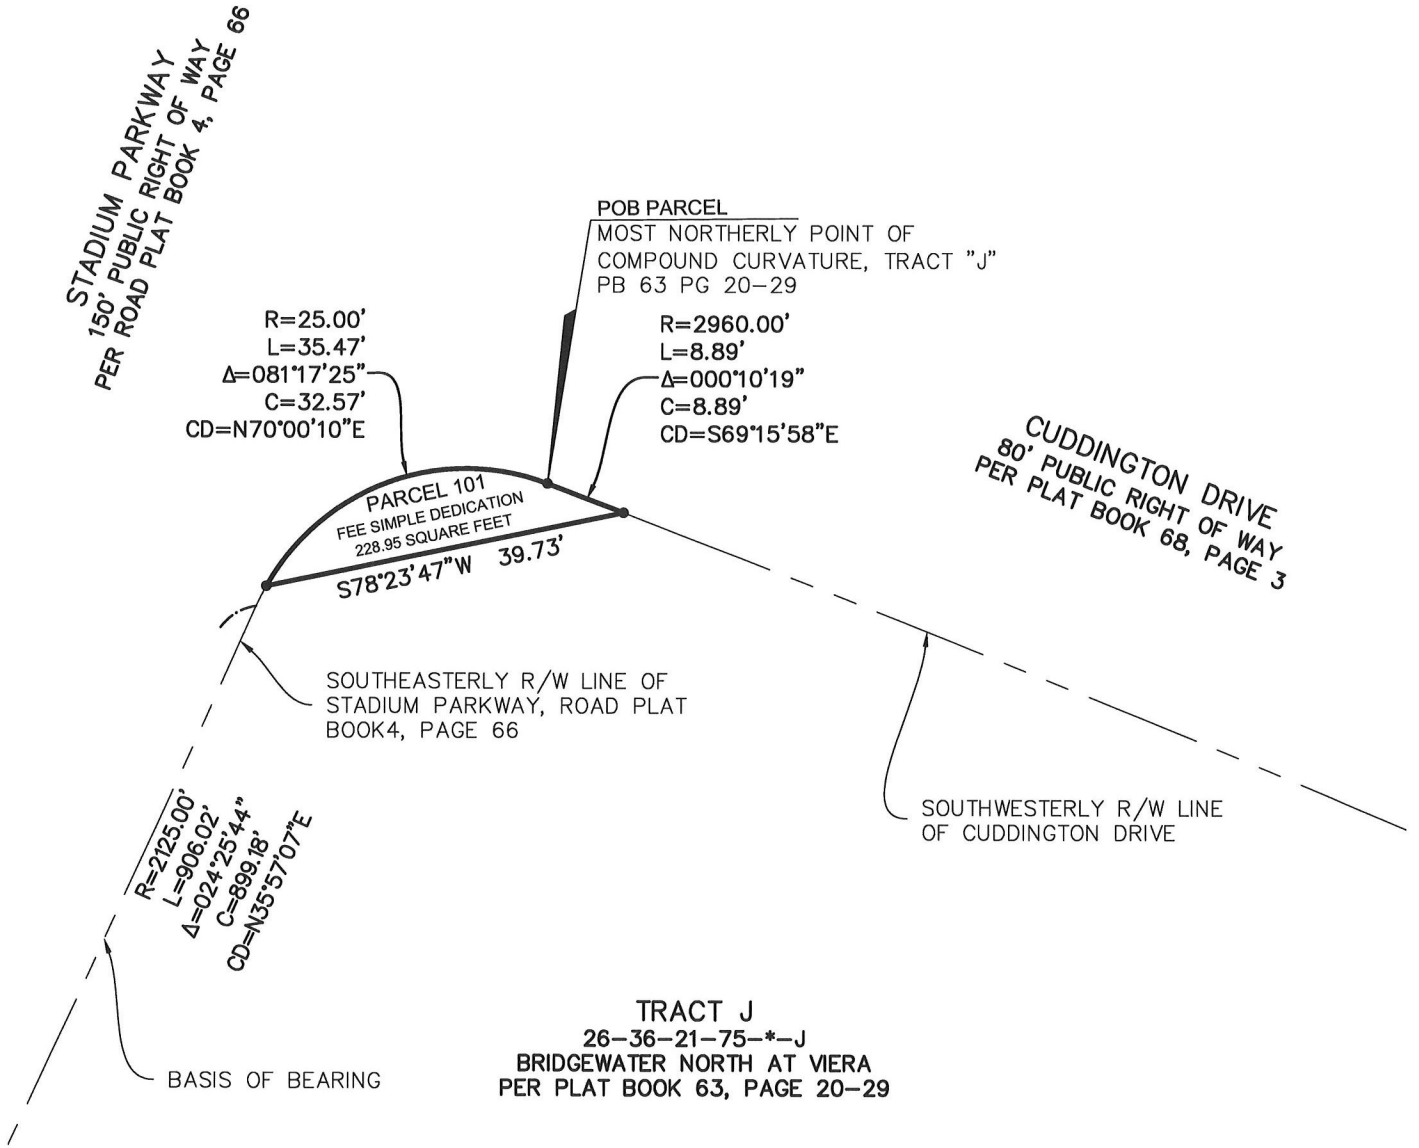 STADIUM PARKWAY
150' PUBLIC RIGHT OF WAY
PER ROAD PLAT BOOK 4, PAGE 66
POB PARCEL
MOST NORTHERLY POINT OF
COMPOUND CURVATURE, TRACT "J"
PB 63 PG 20-29
R=25.00'
L=35.47'
Δ=081°17'25"
C=32.57'
CD=N70°00'10"E
R=2960.00'
L=8.89'
Δ=000°10'19"
C=8.89'
CD=S69°15'58"E
CUDDINGTON DRIVE
80' PUBLIC RIGHT OF WAY
PER PLAT BOOK 68, PAGE 3
PARCEL 101
FEE SIMPLE DEDICATION
228.95 SQUARE FEET
S78°23'47"W 39.73'
SOUTHEASTERLY R/W LINE OF
STADIUM PARKWAY, ROAD PLAT
BOOK4, PAGE 66
R=2125.00'
L=906.02'
Δ=024°25'44"
C=899.18'
CD=N35°57'07"E
SOUTHWESTERLY R/W LINE
OF CUDDINGTON DRIVE
BASIS OF BEARING
TRACT J
26-36-21-75-*-J
BRIDGEWATER NORTH AT VIERA
PER PLAT BOOK 63, PAGE 20-29